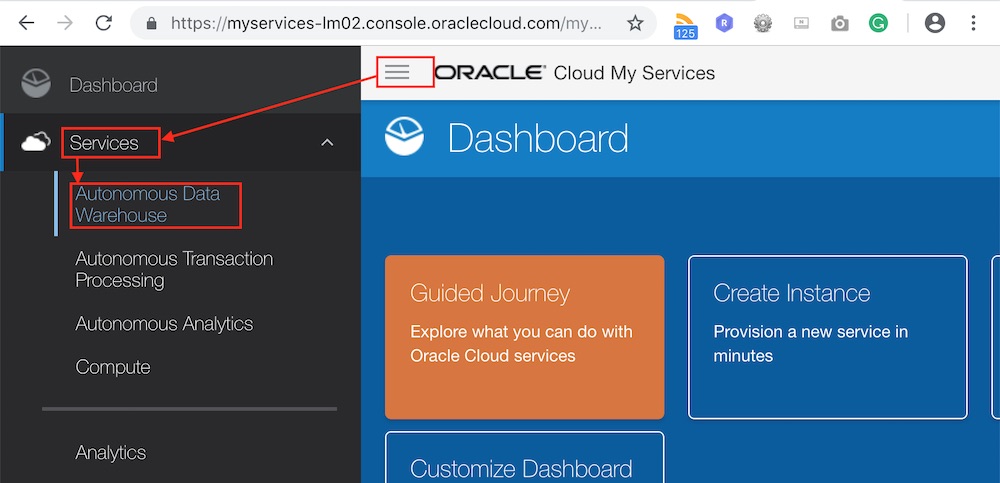 https://myservices-lm02.console.oraclecloud.com/my...
125
R
G
Dashboard
Services
Autonomous Data
Warehouse
Autonomous Transaction
Processing
Autonomous Analytics
Compute
Analytics
ORACLE® Cloud My Services
Dashboard
Guided Journey
Explore what you can do with
Oracle Cloud services
Create Instance
Provision a new service in
minutes
Customize Dashboard